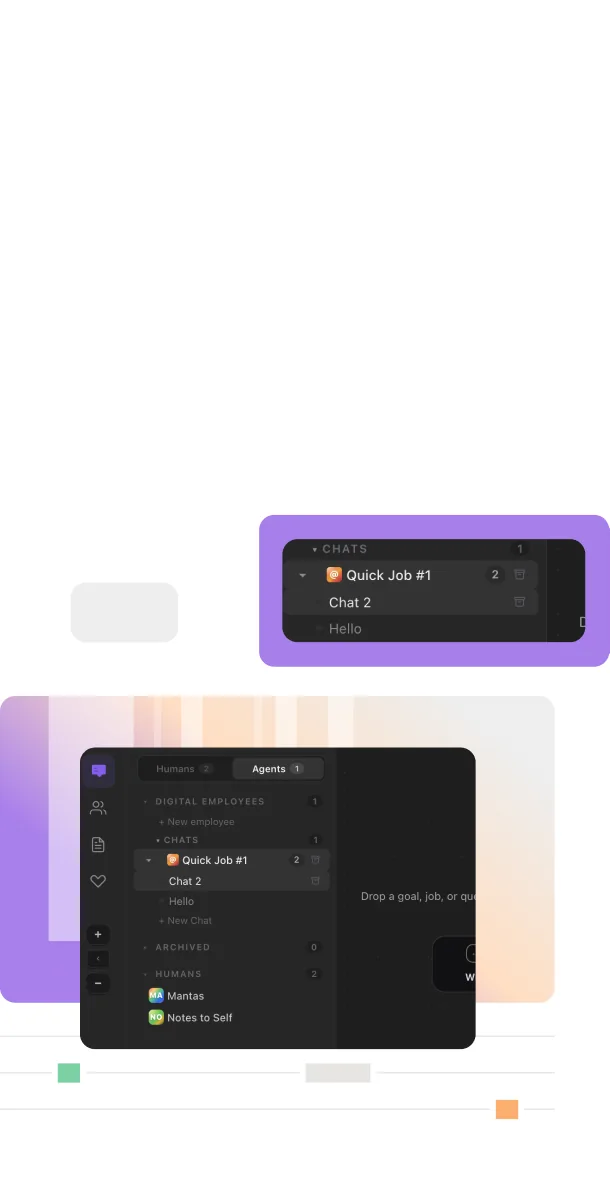 CHATS 1
Quick Job #1 2
Chat 2
Hello
Humans 2 Agents 1
DIGITAL EMPLOYEES 1
+ New employee
CHATS 1
Quick Job #1 2
Chat 2
Hello
+ New Chat
ARCHIVED 0
HUMANS 2
MA Mantas
NO Notes to Self
Drop a goal, job, or que
W